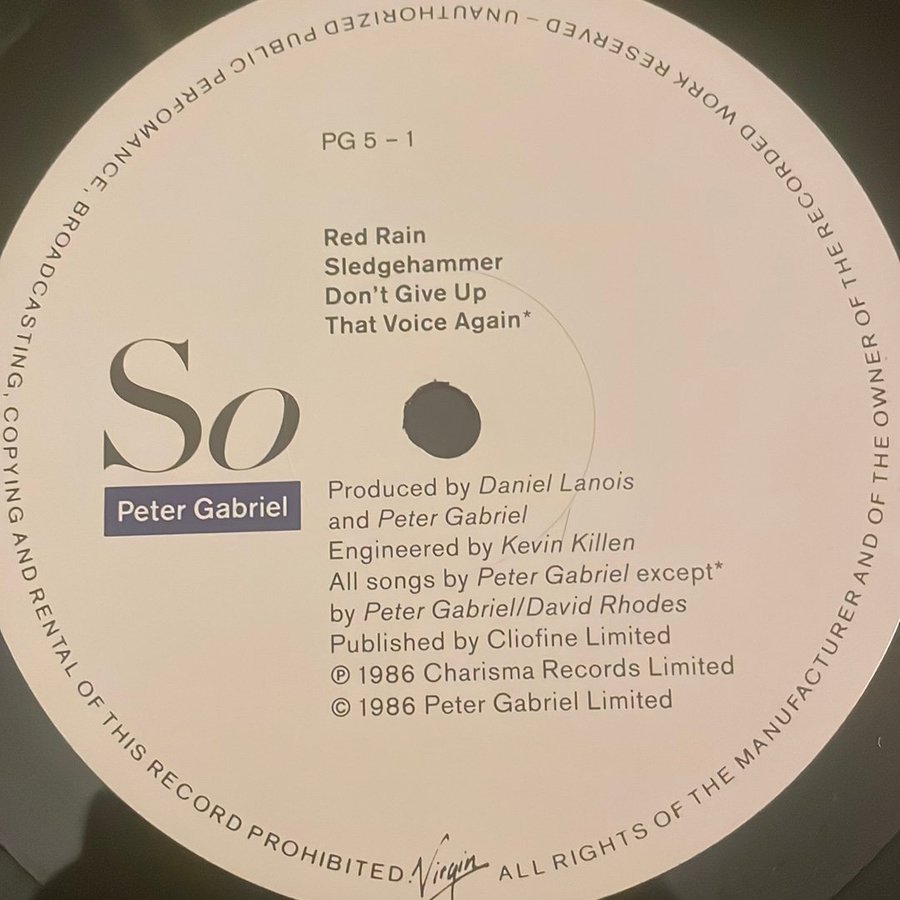 PG 5 – 1
Red Rain
Sledgehammer
Don't Give Up
That Voice Again*
So
Peter Gabriel
Produced by Daniel Lanois
and Peter Gabriel
Engineered by Kevin Killen
All songs by Peter Gabriel except*
by Peter Gabriel/David Rhodes
Published by Cliofine Limited
℗ 1986 Charisma Records Limited
© 1986 Peter Gabriel Limited
ALL RIGHTS OF THE MANUFACTURER AND OF THE OWNER OF THE RECORDED WORK RESERVED – UNAUTHORIZED PUBLIC PERFOMANCE, BROADCASTING, COPYING AND RENTAL OF THIS RECORD PROHIBITED.
Virgin